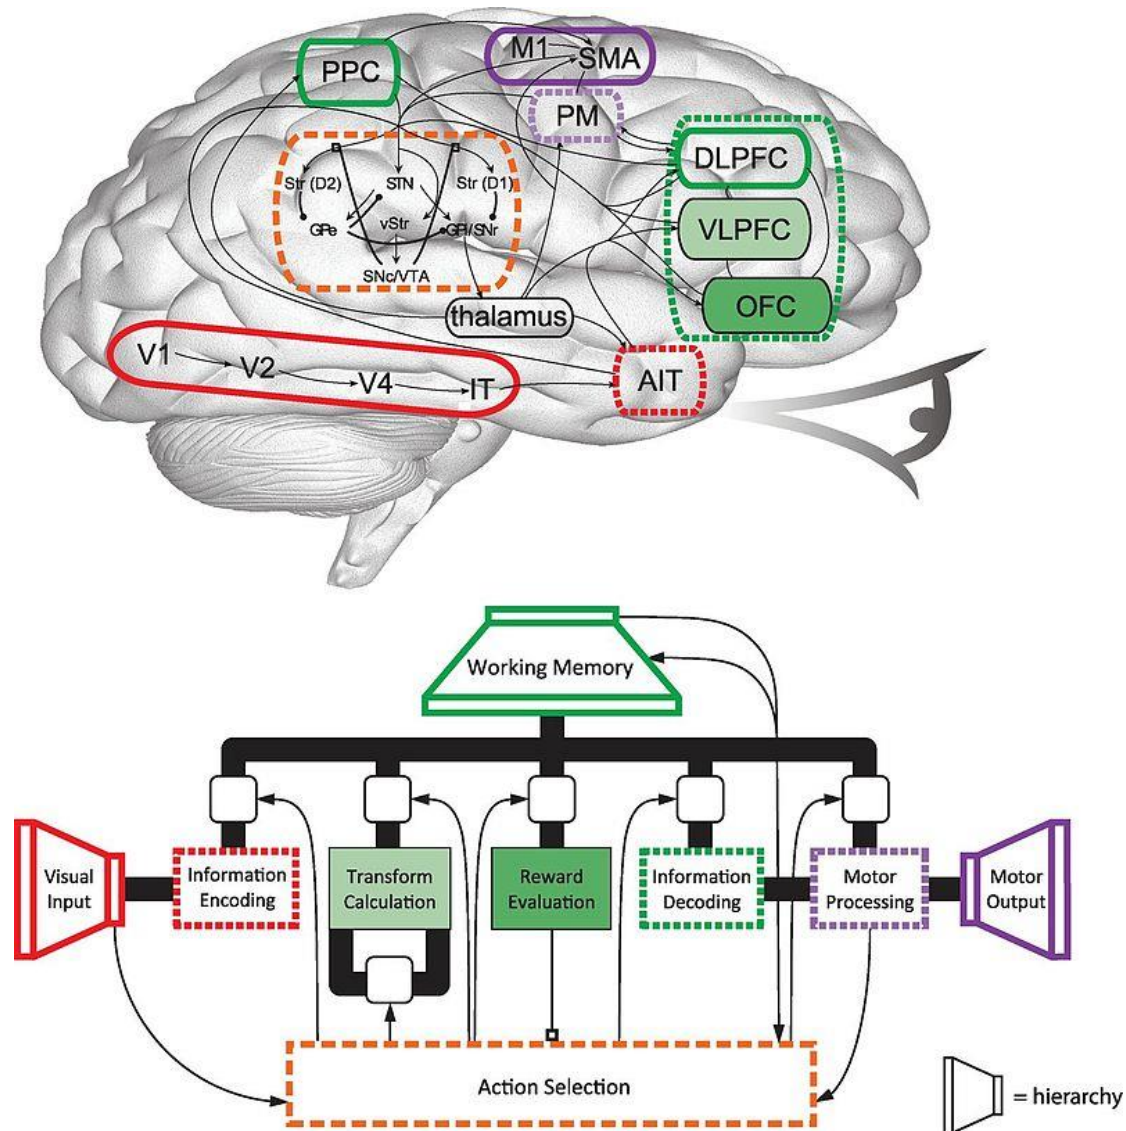 PPC
M1
SMA
PM
DLPFC
VLPFC
OFC
Str (D2)
STN
Str (D1)
GPe
vStr
GPi/SNr
SNc/VTA
thalamus
V1
V2
V4
IT
AIT
Working Memory
Visual
Input
Information
Encoding
Transform
Calculation
Reward
Evaluation
Information
Decoding
Motor
Processing
Motor
Output
Action Selection
= hierarchy